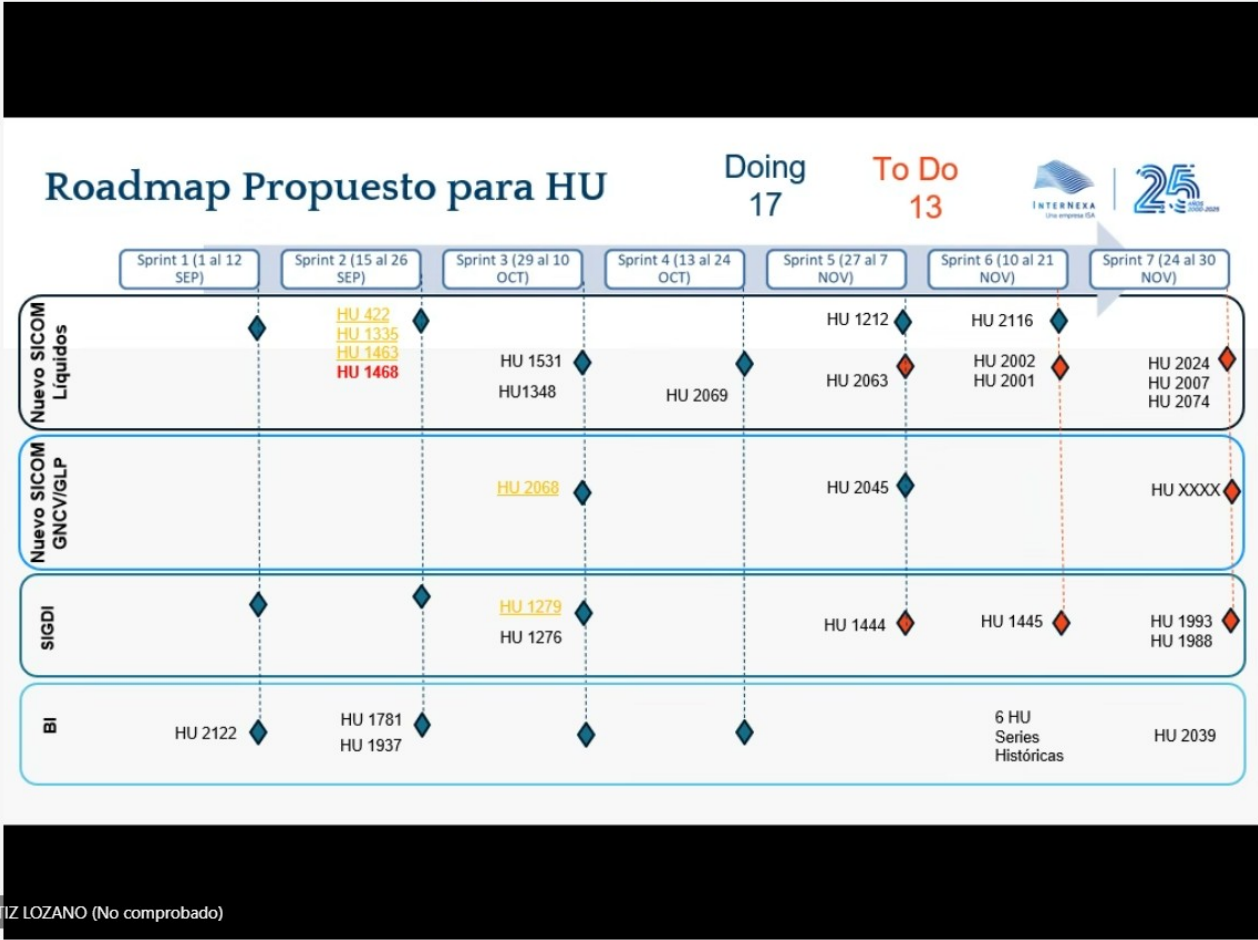 Roadmap Propuesto para HU
Doing
17
To Do
13
INTERNEXA
Una empresa ISA
25
AÑOS
2000-2025
Sprint 1 (1 al 12
SEP)
Sprint 2 (15 al 26
SEP)
Sprint 3 (29 al 10
OCT)
Sprint 4 (13 al 24
OCT)
Sprint 5 (27 al 7
NOV)
Sprint 6 (10 al 21
NOV)
Sprint 7 (24 al 30
NOV)
Nuevo SICOM
Líquidos
HU 422
HU 1335
HU 1463
HU 1468
HU 1531
HU1348
HU 2069
HU 1212
HU 2063
HU 2116
HU 2002
HU 2001
HU 2024
HU 2007
HU 2074
Nuevo SICOM
GNCV/GLP
HU 2068
HU 2045
HU XXXX
SIGDI
HU 1279
HU 1276
HU 1444
HU 1445
HU 1993
HU 1988
BI
HU 2122
HU 1781
HU 1937
6 HU
Series
Históricas
HU 2039
TIZ LOZANO (No comprobado)